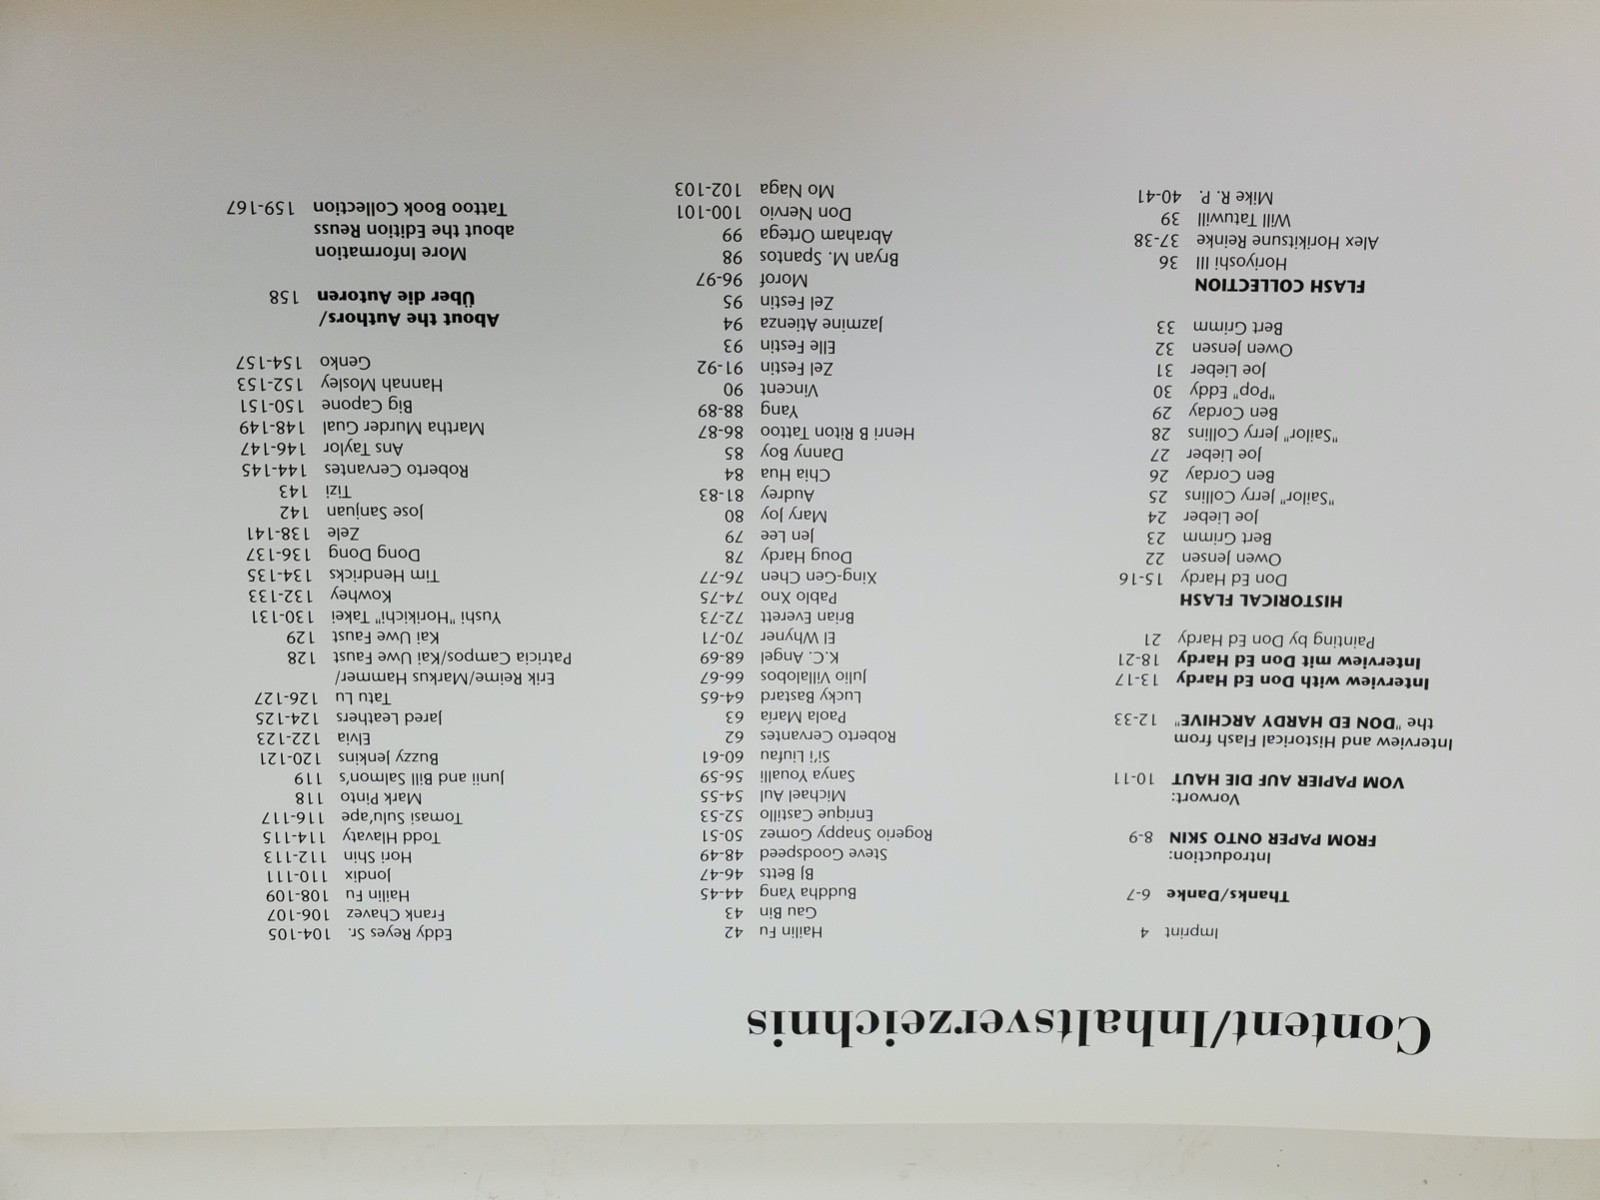 Content/Inhaltsverzeichnis
Imprint 4
Thanks/Danke 6-7
Introduction:
FROM PAPER ONTO SKIN 8-9
Vorwort:
VOM PAPIER AUF DIE HAUT 10-11
Interview and Historical Flash from
the "DON ED HARDY ARCHIVE" 12-33
Interview with Don Ed Hardy 13-17
Interview mit Don Ed Hardy 18-21
Painting by Don Ed Hardy 21
HISTORICAL FLASH
Don Ed Hardy 15-16
Owen Jensen 22
Bert Grimm 23
Joe Lieber 24
"Sailor" Jerry Collins 25
Ben Corday 26
Joe Lieber 27
"Sailor" Jerry Collins 28
Ben Corday 29
"Pop" Eddy 30
Joe Lieber 31
Owen Jensen 32
Bert Grimm 33
FLASH COLLECTION
Horiyoshi III 36
Alex Horikitsune Reinke 37-38
Will Tatuwill 39
Mike R. P. 40-41
Hailin Fu 42
Gau Bin 43
Buddha Yang 44-45
BJ Betts 46-47
Steve Goodspeed 48-49
Rogerio Snappy Gomez 50-51
Enrique Castillo 52-53
Michael Aul 54-55
Sanya Youalli 56-59
Si'i Liufau 60-61
Roberto Cervantes 62
Paola María 63
Lucky Bastard 64-65
Julio Villalobos 66-67
K.C. Angel 68-69
El Whyner 70-71
Brian Everett 72-73
Pablo Xno 74-75
Xing-Gen Chen 76-77
Doug Hardy 78
Jen Lee 79
Mary Joy 80
Audrey 81-83
Chia Hua 84
Danny Boy 85
Henri B Riton Tattoo 86-87
Yang 88-89
Vincent 90
Zel Festin 91-92
Elle Festin 93
Jazmine Atienza 94
Zel Festin 95
Morof 96-97
Bryan M. Spantos 98
Abraham Ortega 99
Don Nervio 100-101
Mo Naga 102-103
Eddy Reyes Sr. 104-105
Frank Chavez 106-107
Hailin Fu 108-109
Jondix 110-111
Hori Shin 112-113
Todd Hlavaty 114-115
Tomasi Sulu'ape 116-117
Mark Pinto 118
Junii and Bill Salmon's 119
Buzzy Jenkins 120-121
Elvia 122-123
Jared Leathers 124-125
Tatu Lu 126-127
Erik Reime/Markus Hammer/
Patricia Campos/Kai Uwe Faust 128
Kai Uwe Faust 129
Yushi "Horikichi" Takei 130-131
Kowhey 132-133
Tim Hendricks 134-135
Dong Dong 136-137
Zele 138-141
Jose Sanjuan 142
Tizi 143
Roberto Cervantes 144-145
Ans Taylor 146-147
Martha Murder Gual 148-149
Big Capone 150-151
Hannah Mosley 152-153
Genko 154-157
About the Authors/
Über die Autoren 158
More Information
about the Edition Reuss
Tattoo Book Collection 159-167